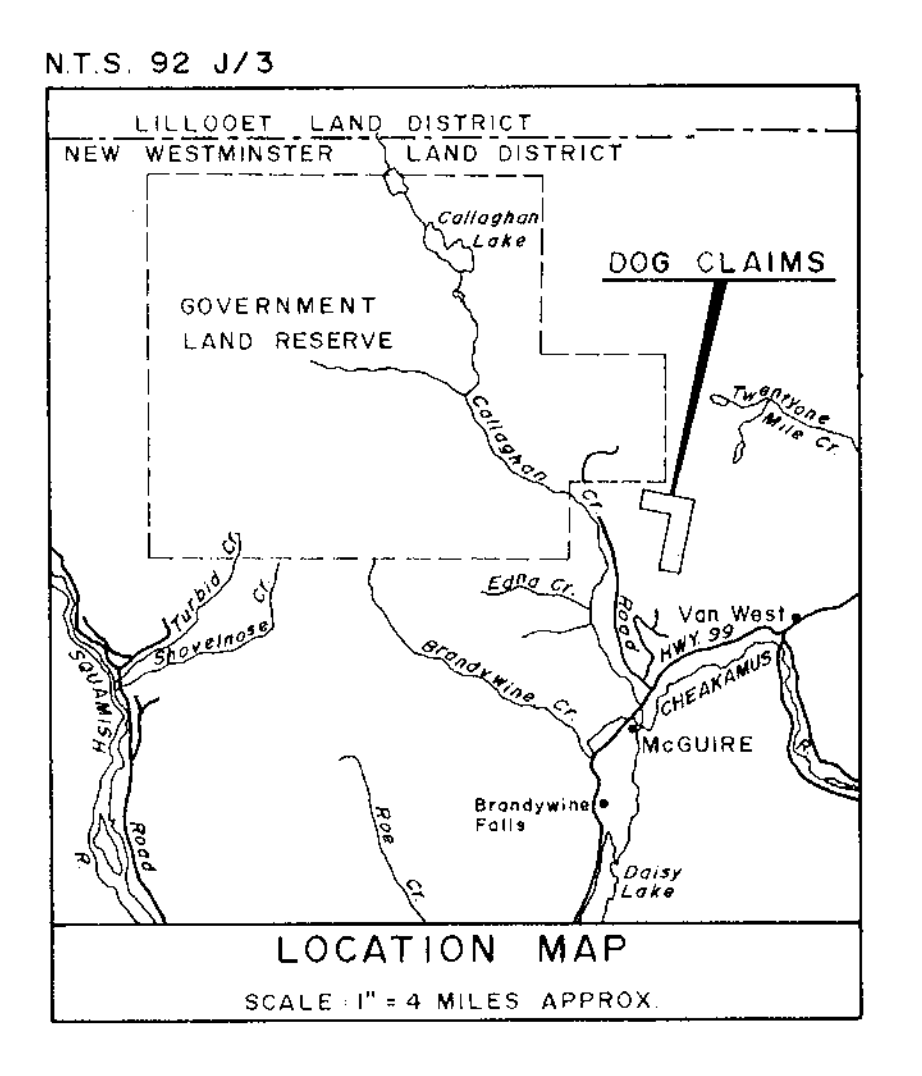 N.T.S. 92 J/3
LILLOOET LAND DISTRICT
NEW WESTMINSTER LAND DISTRICT
Callaghan
Lake
DOG CLAIMS
GOVERNMENT
LAND RESERVE
Twentyone
Mile Cr.
Callaghan Cr.
Turbid Cr.
Shovelnose Cr.
Edna Cr.
Road
Van West
HWY. 99
Brandywine Cr.
CHEAKAMUS R.
SQUAMISH R.
McGUIRE
Roe Cr.
Brandywine
Falls
Road
Daisy
Lake
LOCATION MAP
SCALE : 1" = 4 MILES APPROX.